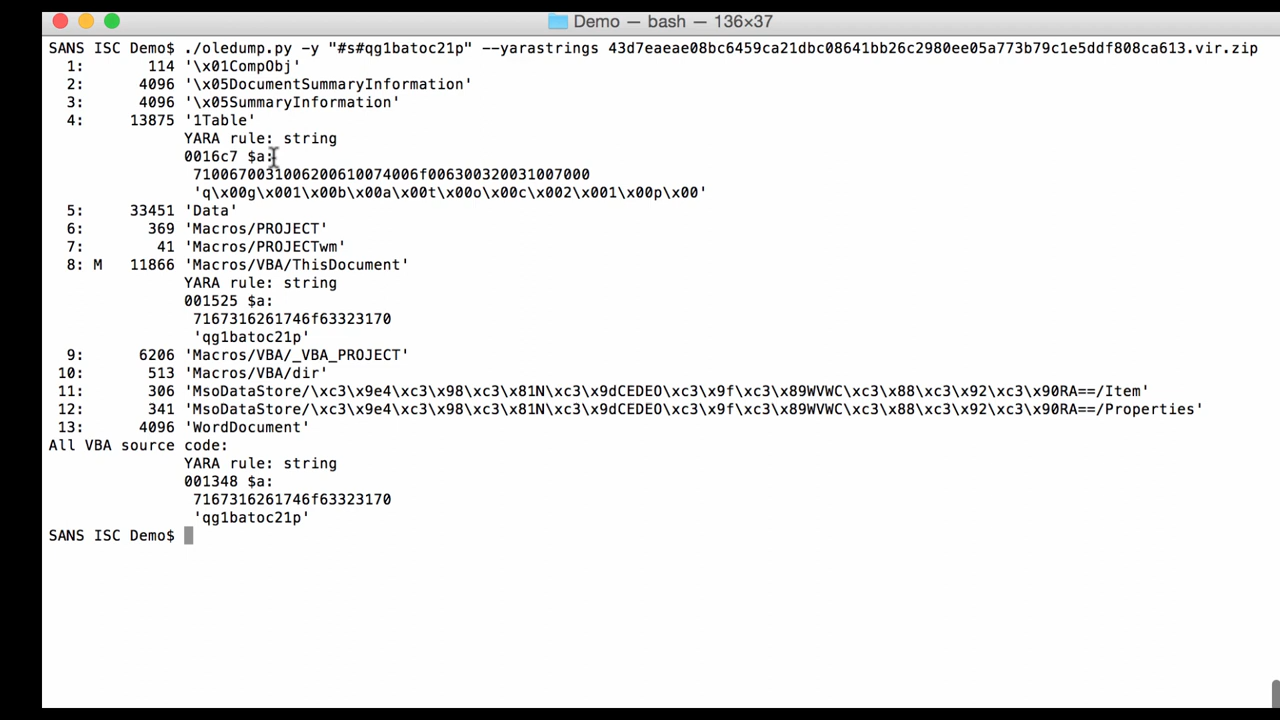 Demo — bash — 136×37
SANS ISC Demo$ ./oledump.py -y "#s#qg1batoc21p" --yarastrings 43d7eaeae08bc6459ca21dbc08641bb26c2980ee05a773b79c1e5ddf808ca613.vir.zip
1: 114 '\x01CompObj'
2: 4096 '\x05DocumentSummaryInformation'
3: 4096 '\x05SummaryInformation'
4: 13875 '1Table'
YARA rule: string
0016c7 $a:
710067003100620061007400​6f006300320031007000
'q\x00g\x001\x00b\x00a\x00t\x00o\x00c\x002\x001\x00p\x00'
5: 33451 'Data'
6: 369 'Macros/PROJECT'
7: 41 'Macros/PROJECTwm'
8: M 11866 'Macros/VBA/ThisDocument'
YARA rule: string
001525 $a:
7167316261746f63323170
'qg1batoc21p'
9: 6206 'Macros/VBA/_VBA_PROJECT'
10: 513 'Macros/VBA/dir'
11: 306 'MsoDataStore/\xc3\x9e4\xc3\x98\xc3\x81N\xc3\x9dCEDEO\xc3\x9f\xc3\x89WVWC\xc3\x88\xc3\x92\xc3\x90RA==/Item'
12: 341 'MsoDataStore/\xc3\x9e4\xc3\x98\xc3\x81N\xc3\x9dCEDEO\xc3\x9f\xc3\x89WVWC\xc3\x88\xc3\x92\xc3\x90RA==/Properties'
13: 4096 'WordDocument'
All VBA source code:
YARA rule: string
001348 $a:
7167316261746f63323170
'qg1batoc21p'
SANS ISC Demo$